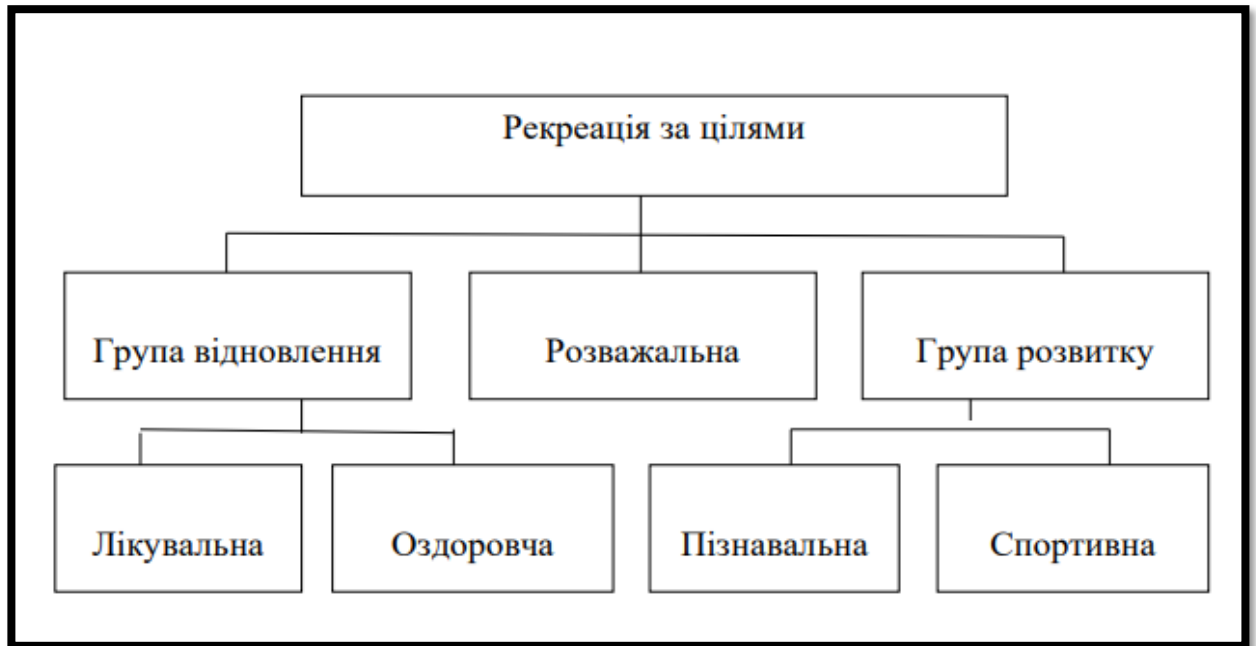 Рекреація за цілями
Група відновлення
Розважальна
Група розвитку
Лікувальна
Оздоровча
Пізнавальна
Спортивна